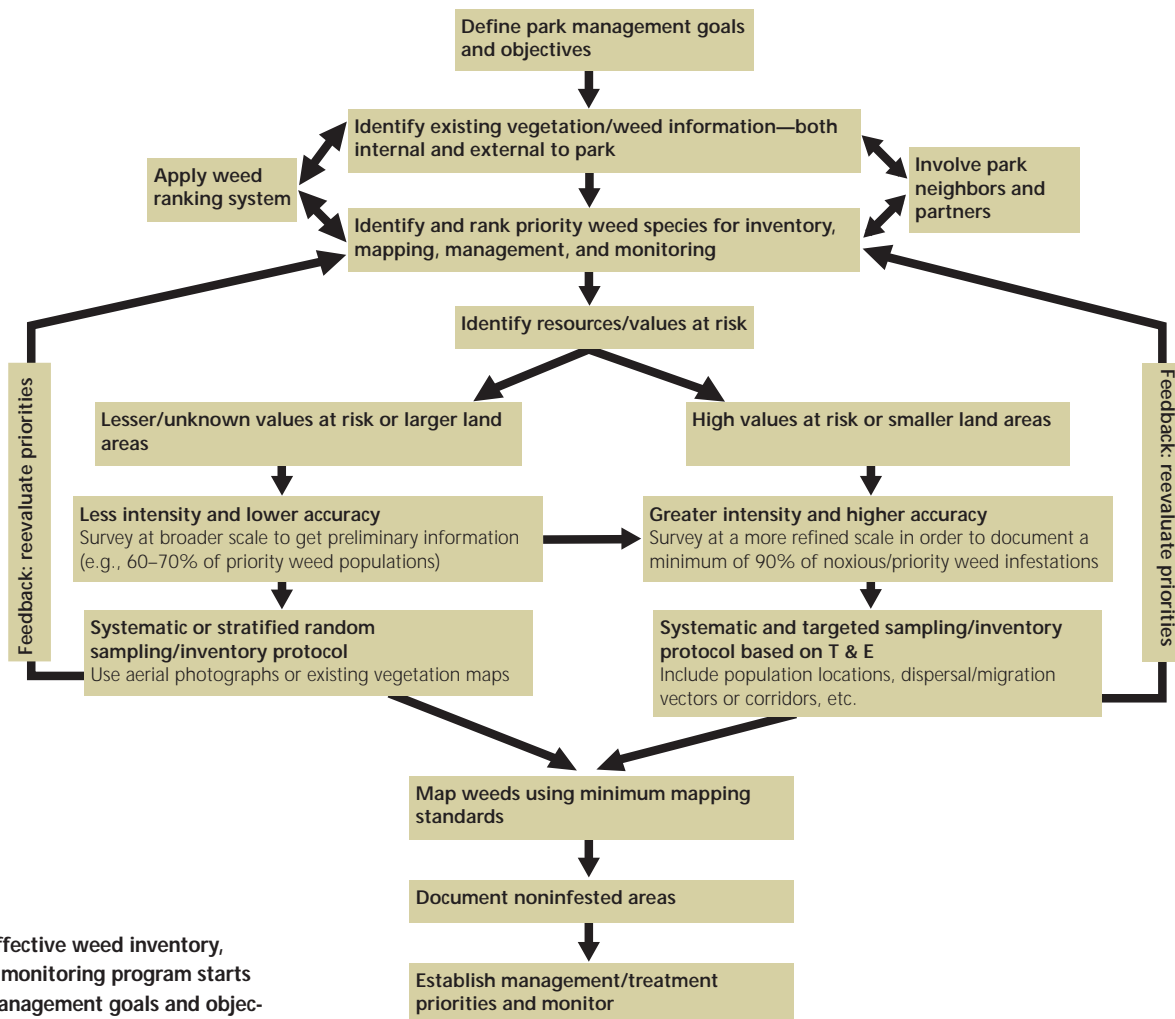 Define park management goals
and objectives
Identify existing vegetation/weed information—both
internal and external to park
Apply weed
ranking system
Involve park
neighbors and
partners
Identify and rank priority weed species for inventory,
mapping, management, and monitoring
Identify resources/values at risk
Feedback: reevaluate priorities
Lesser/unknown values at risk or larger land
areas
High values at risk or smaller land areas
Feedback: reevaluate priorities
Less intensity and lower accuracy
Survey at broader scale to get preliminary information
(e.g., 60–70% of priority weed populations)
Greater intensity and higher accuracy
Survey at a more refined scale in order to document a
minimum of 90% of noxious/priority weed infestations
Systematic or stratified random
sampling/inventory protocol
Use aerial photographs or existing vegetation maps
Systematic and targeted sampling/inventory
protocol based on T & E
Include population locations, dispersal/migration
vectors or corridors, etc.
Map weeds using minimum mapping
standards
Document noninfested areas
Establish management/treatment
priorities and monitor
ffective weed inventory,
monitoring program starts
anagement goals and objec-